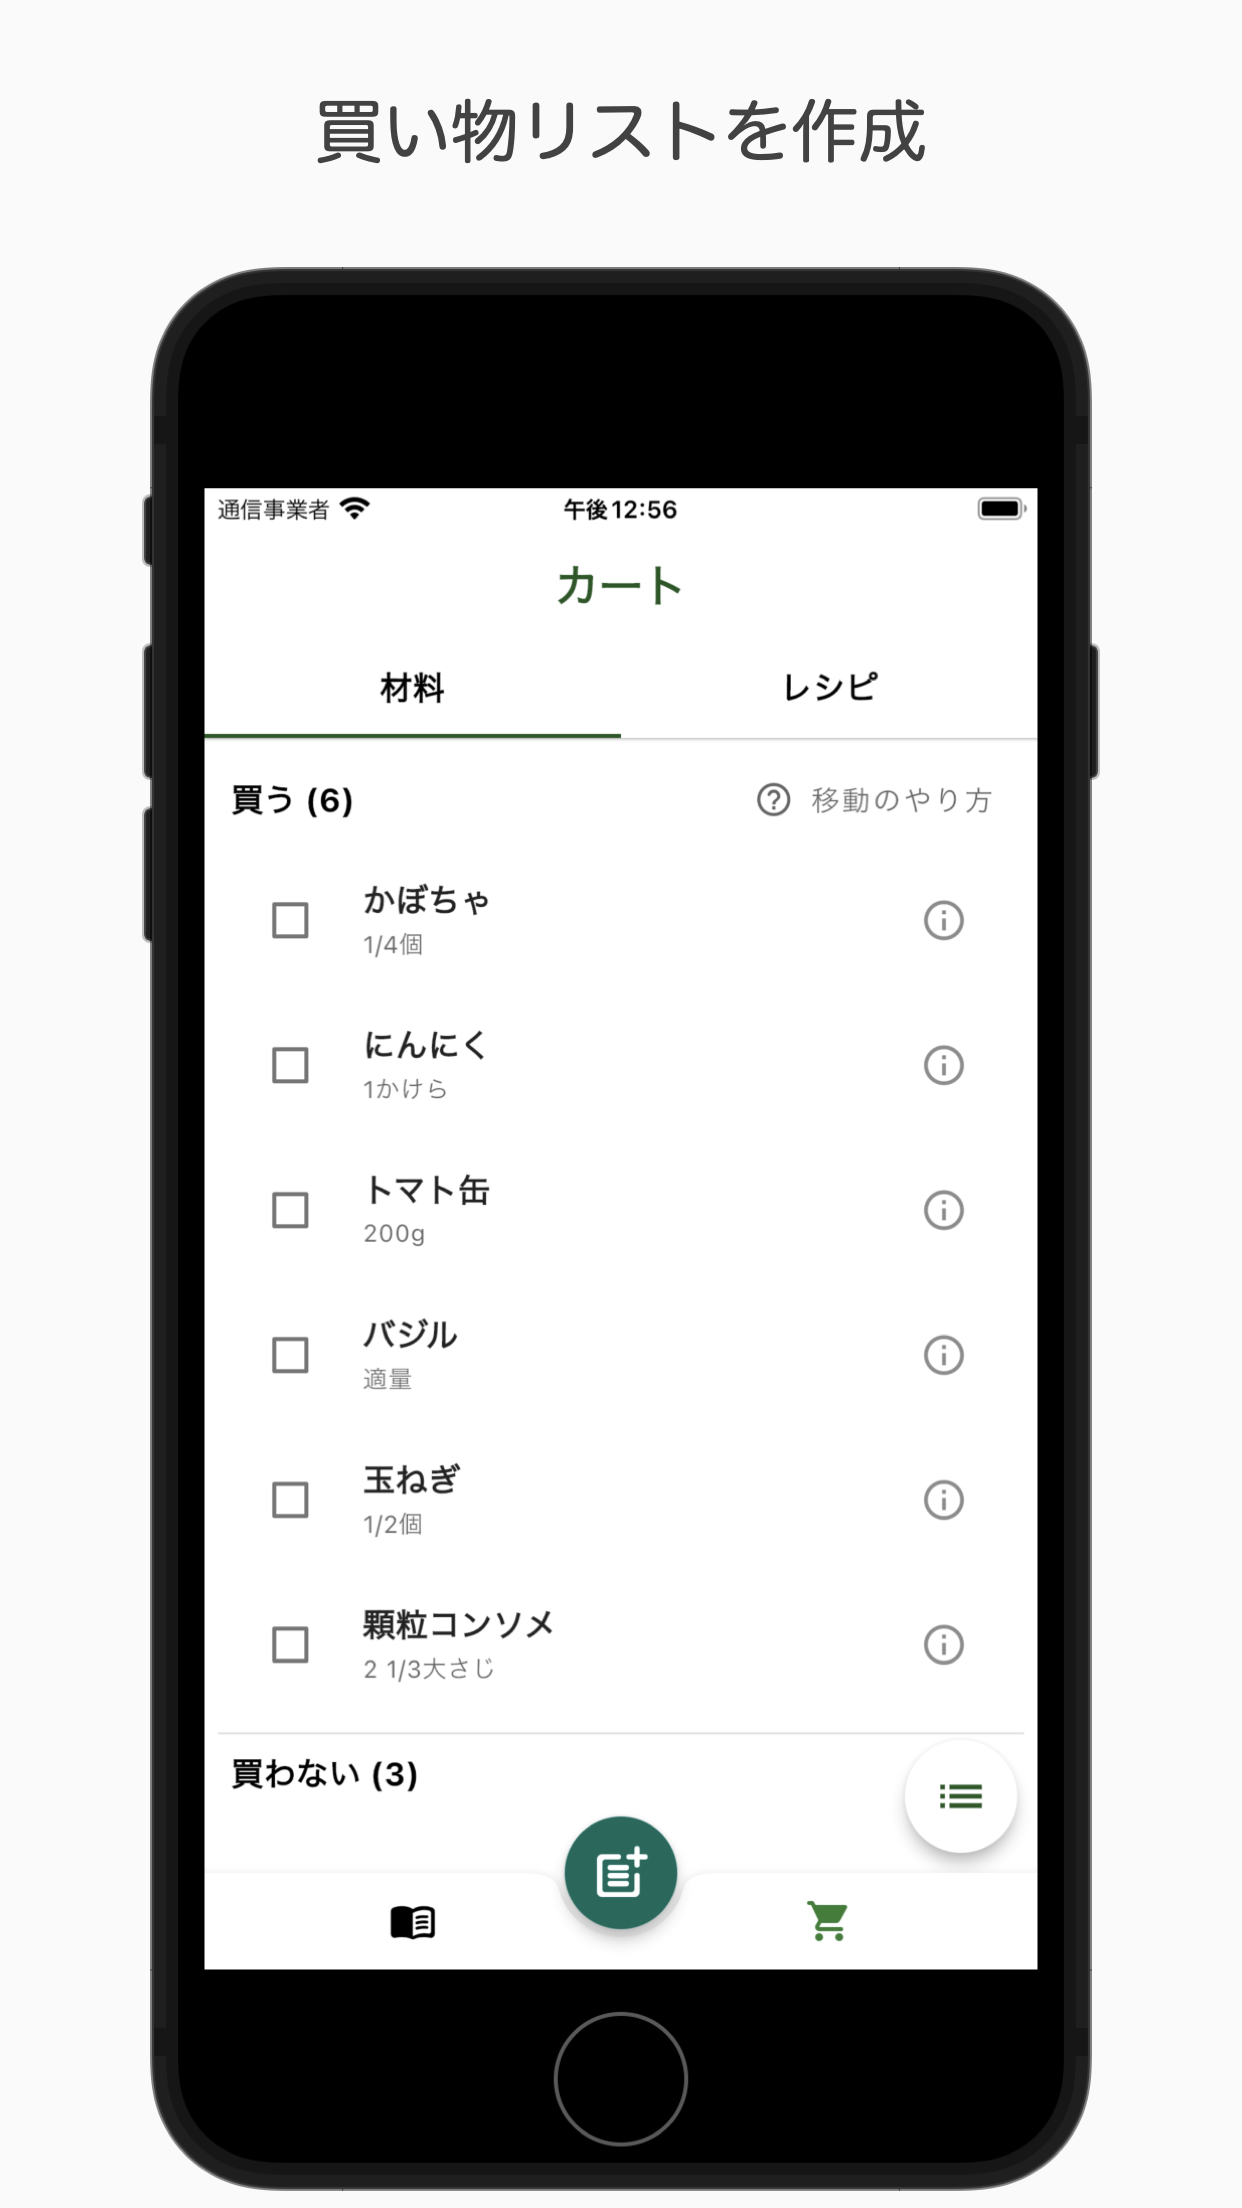 買い物リストを作成
通信事業者 午後12:56
カート
材料 レシピ
買う (6) 移動のやり方
かぼちゃ
1/4個
にんにく
1かけら
トマト缶
200g
バジル
適量
玉ねぎ
1/2個
顆粒コンソメ
2 1/3大さじ
買わない (3)